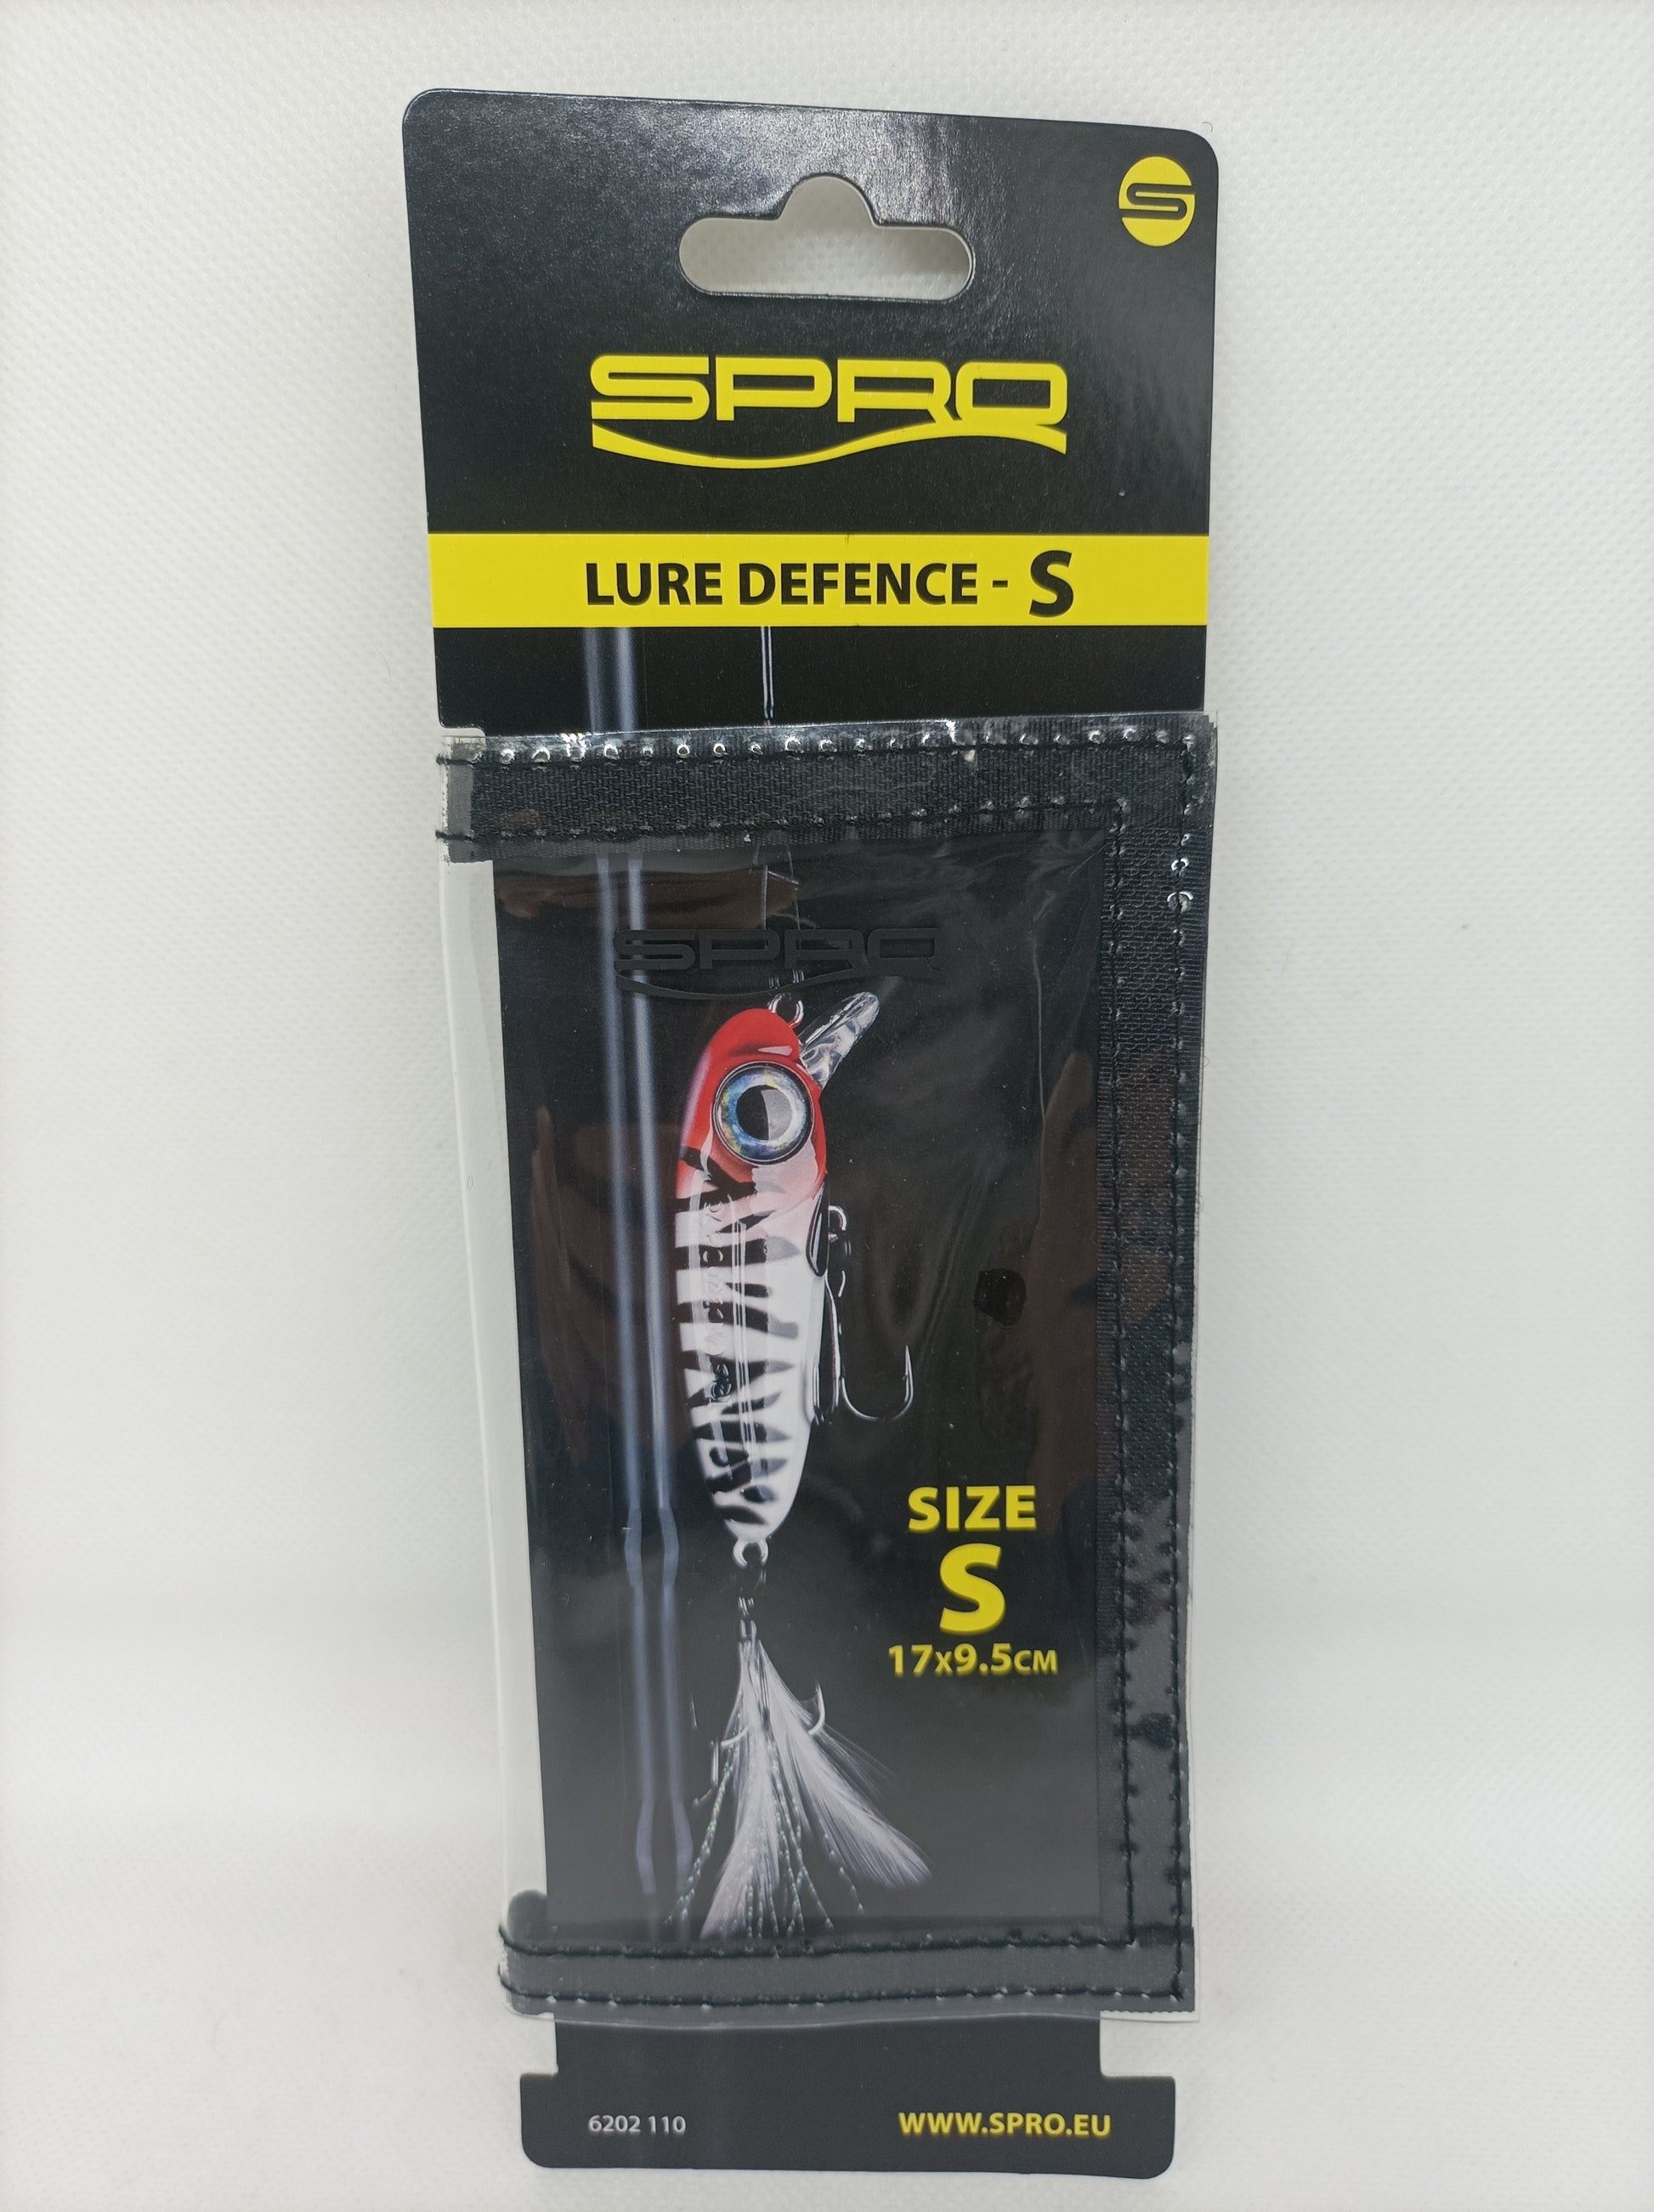 S
SPRO
LURE DEFENCE - S
SPRO
SIZE
S
17x9.5CM
6202 110
WWW.SPRO.EU